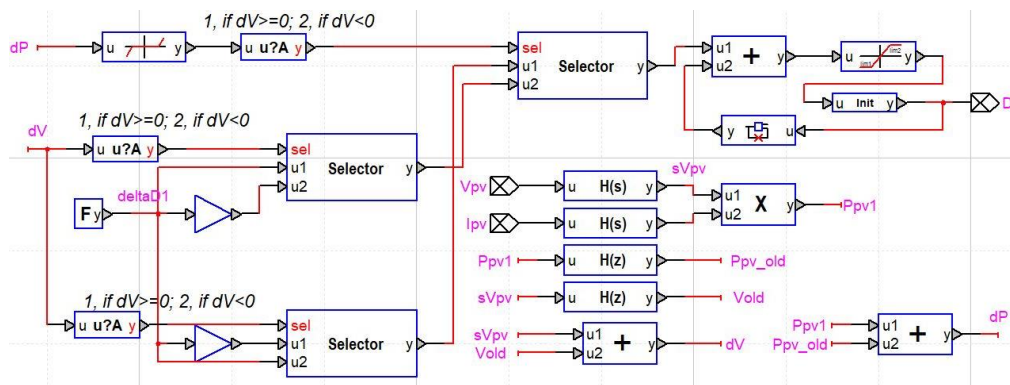 1, if dV>=0; 2, if dV<0
dP u y u u?A y sel u1 u2 Selector y u1 u2 + y u lim1 lim2 y
u Init y D
y u
1, if dV>=0; 2, if dV<0
dV u u?A y sel u1 u2 Selector y
deltaD1
F y
Vpv u H(s) y sVpv u1 u2 X y Ppv1
Ipv u H(s) y
Ppv1 u H(z) y Ppv_old
sVpv u H(z) y Vold
1, if dV>=0; 2, if dV<0
u u?A y sel u1 u2 Selector y
sVpv Vold u1 u2 + y dV
Ppv1 Ppv_old u1 u2 + y dP